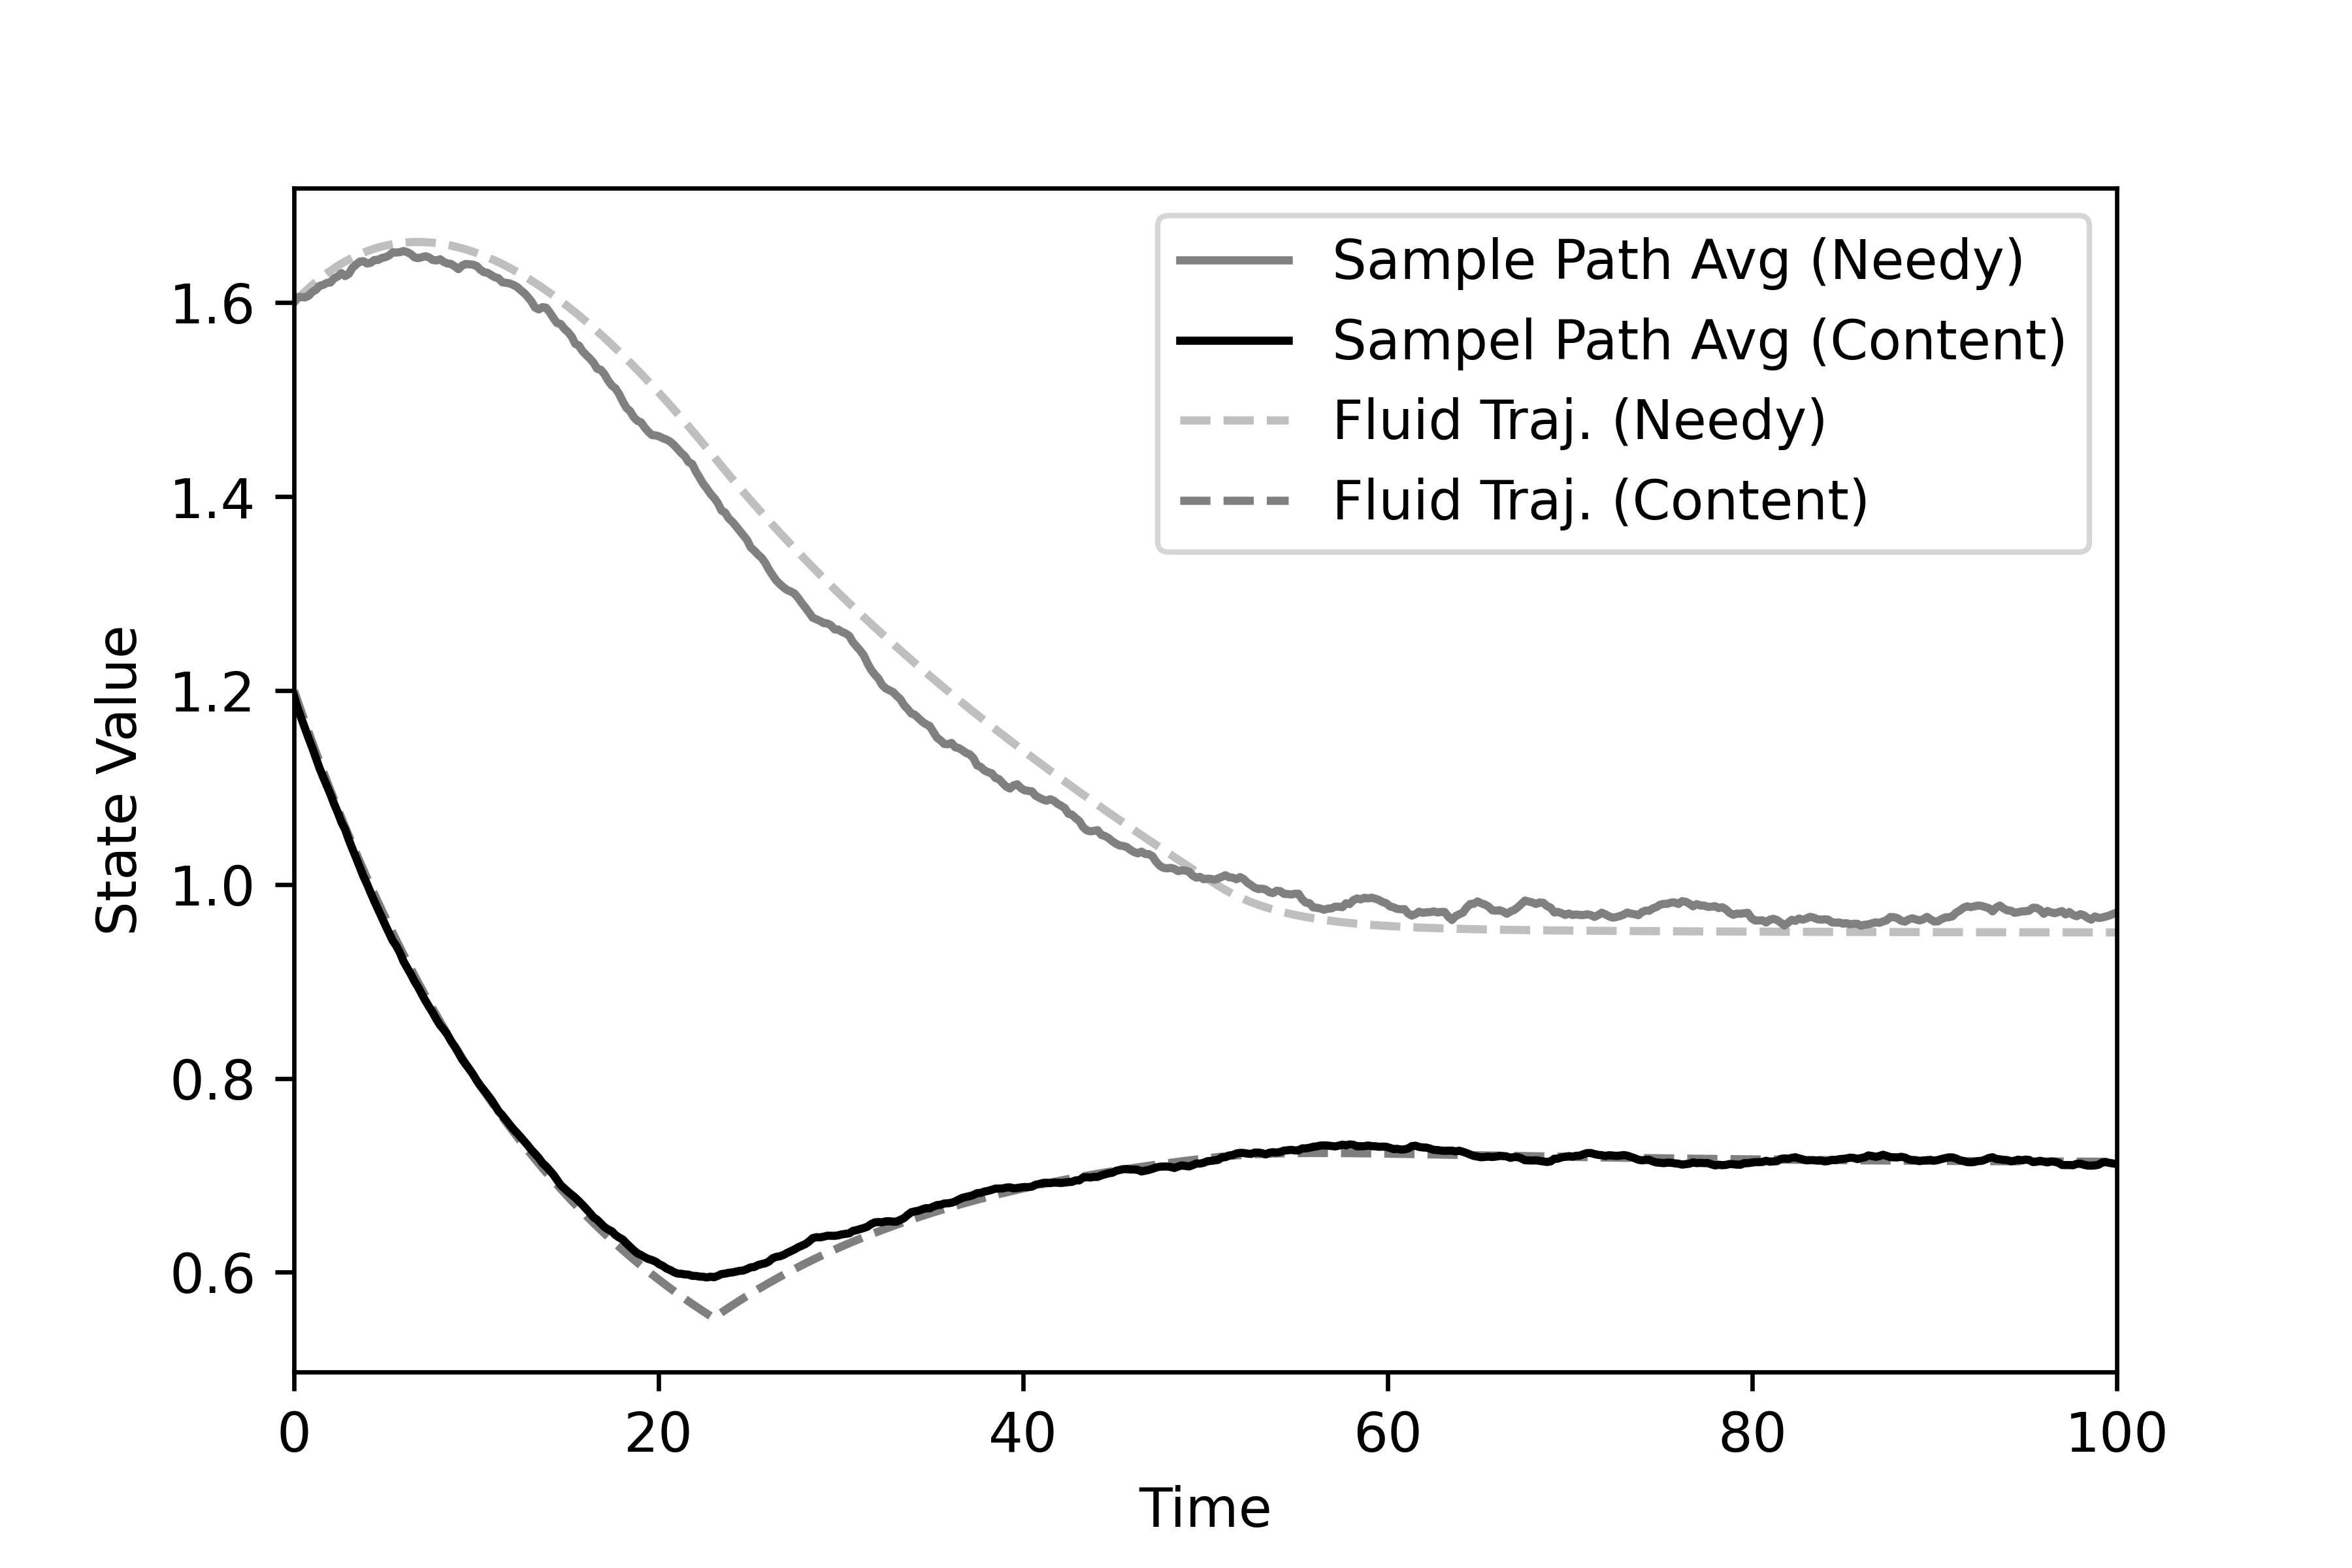 Sample Path Avg (Needy)
Sampel Path Avg (Content)
Fluid Traj. (Needy)
Fluid Traj. (Content)
State Value
1.6
1.4
1.2
1.0
0.8
0.6
0 20 40 60 80 100
Time